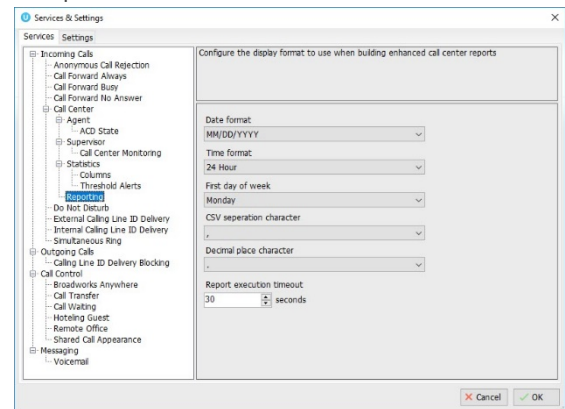 Services & Settings
Services Settings
Incoming Calls
Anonymous Call Rejection
Call Forward Always
Call Forward Busy
Call Forward No Answer
Call Center
Agent
ACD State
Supervisor
Call Center Monitoring
Statistics
Columns
Threshold Alerts
Reporting
Do Not Disturb
External Calling Line ID Delivery
Internal Calling Line ID Delivery
Simultaneous Ring
Outgoing Calls
Calling Line ID Delivery Blocking
Call Control
Broadworks Anywhere
Call Transfer
Call Waiting
Hoteling Guest
Remote Office
Shared Call Appearance
Messaging
Voicemail
Configure the display format to use when building enhanced call center reports
Date format
MM/DD/YYYY
Time format
24 Hour
First day of week
Monday
CSV seperation character
,
Decimal place character
.
Report execution timeout
30 seconds
Cancel OK